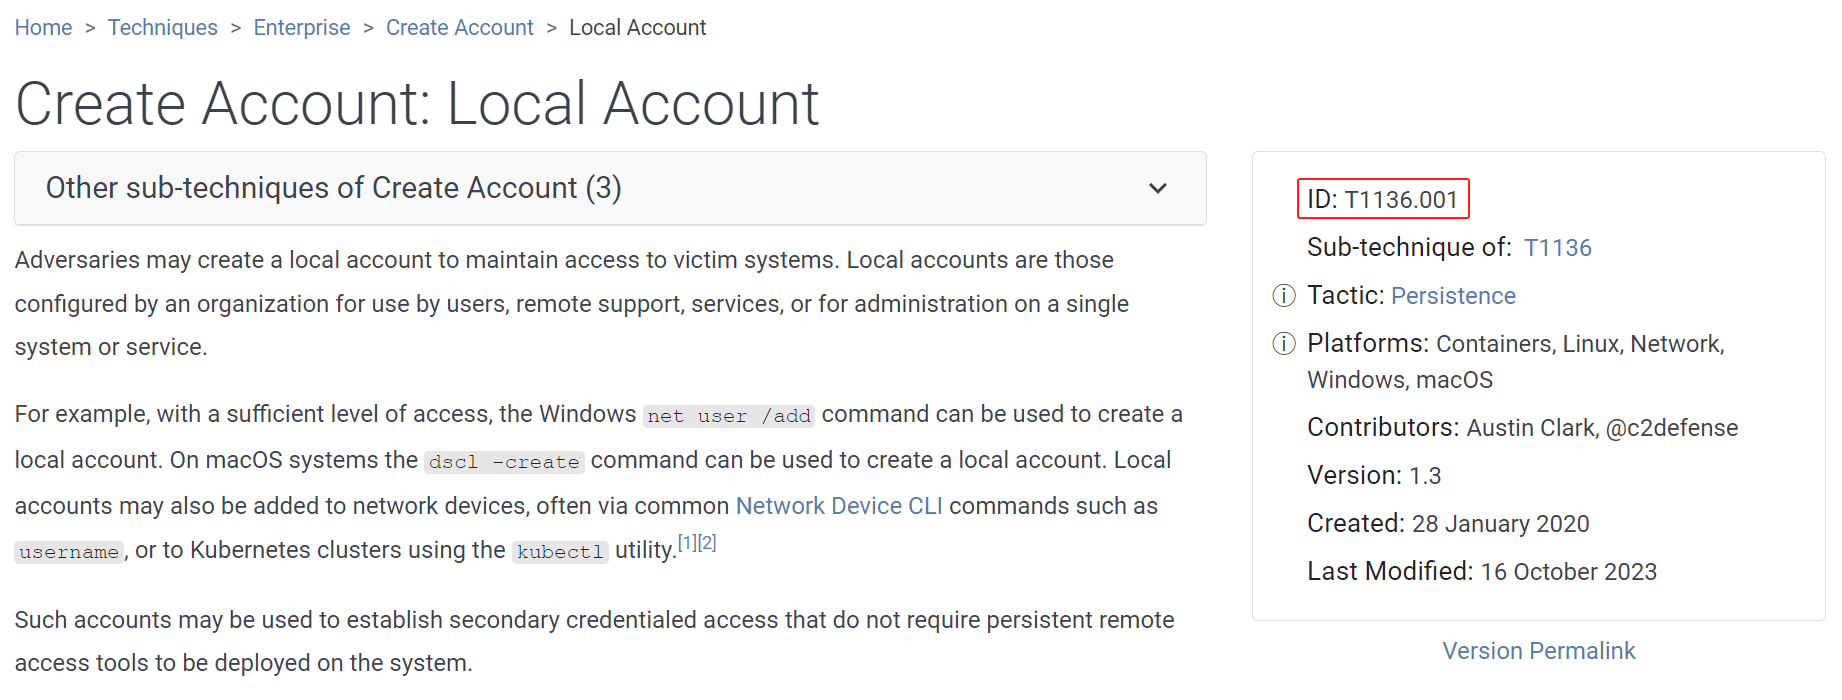 Home > Techniques > Enterprise > Create Account > Local Account
Create Account: Local Account
Other sub-techniques of Create Account (3)
Adversaries may create a local account to maintain access to victim systems. Local accounts are those
configured by an organization for use by users, remote support, services, or for administration on a single
system or service.
For example, with a sufficient level of access, the Windows net user /add command can be used to create a
local account. On macOS systems the dscl -create command can be used to create a local account. Local
accounts may also be added to network devices, often via common Network Device CLI commands such as
username, or to Kubernetes clusters using the kubectl utility.[1][2]
Such accounts may be used to establish secondary credentialed access that do not require persistent remote
access tools to be deployed on the system.
ID: T1136.001
Sub-technique of: T1136
ⓘ Tactic: Persistence
ⓘ Platforms: Containers, Linux, Network,
Windows, macOS
Contributors: Austin Clark, @c2defense
Version: 1.3
Created: 28 January 2020
Last Modified: 16 October 2023
Version Permalink